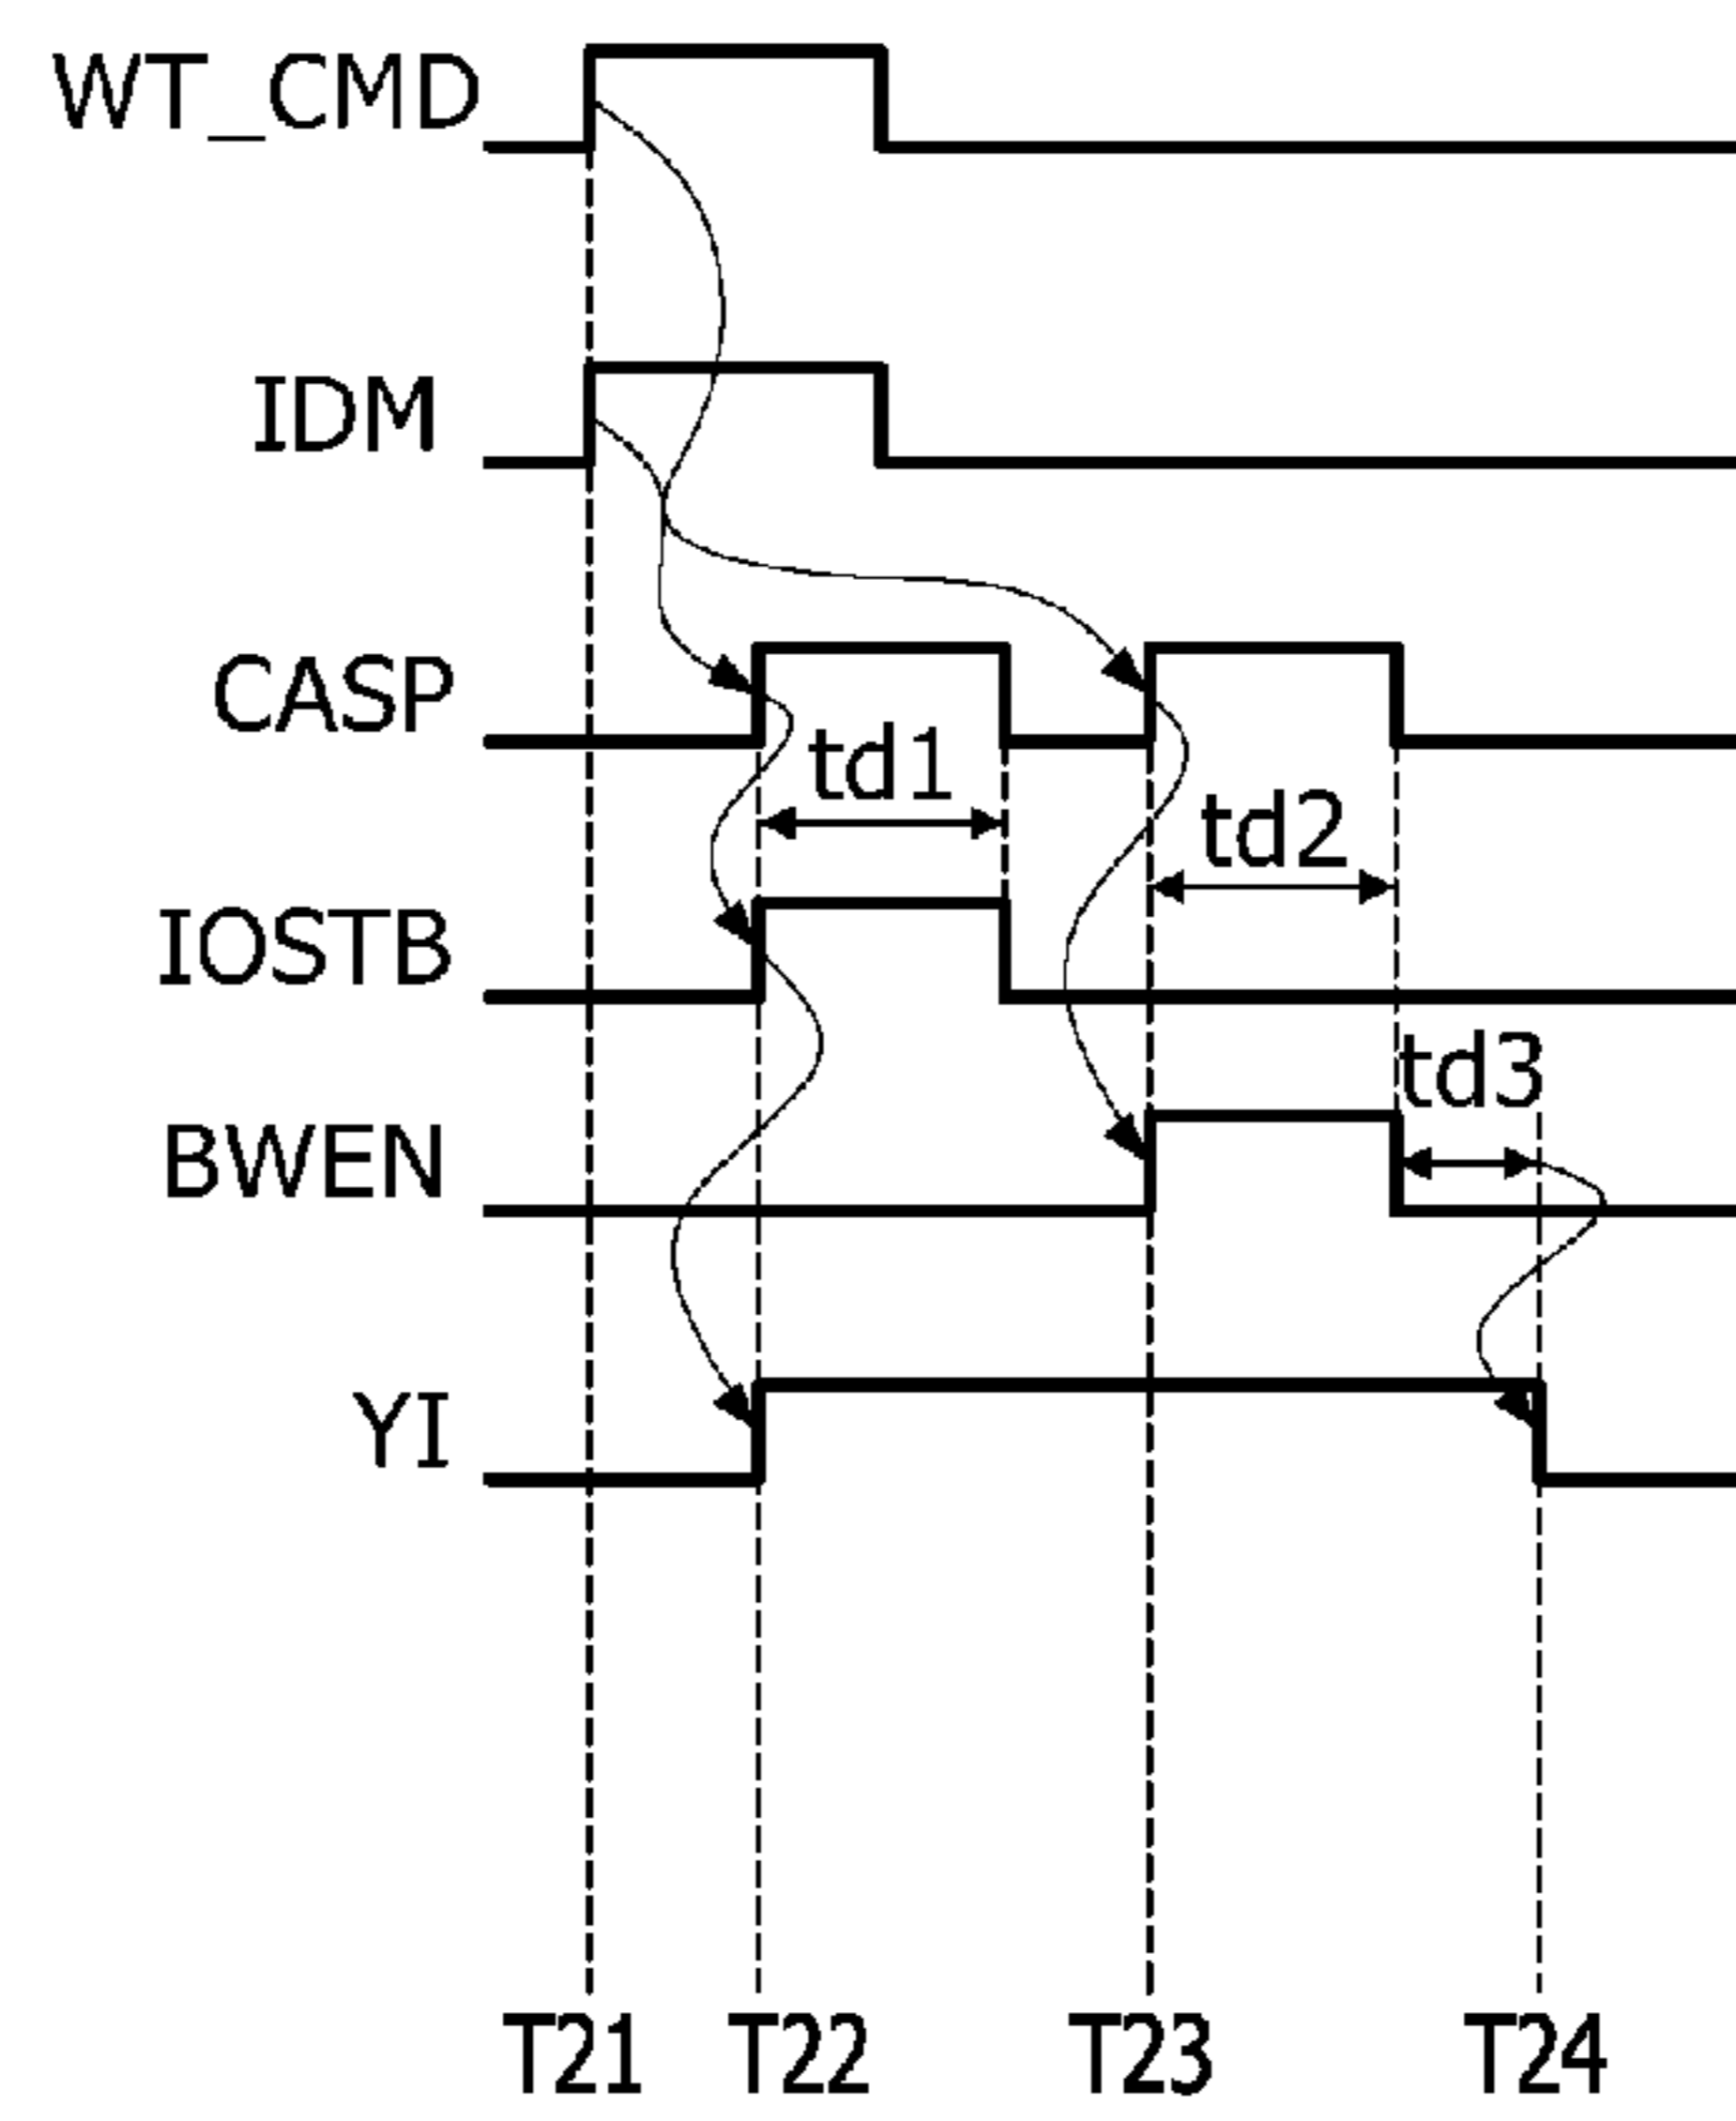 WT_CMD
IDM
CASP
td1
td2
IOSTB
td3
BWEN
YI
T21 T22 T23 T24